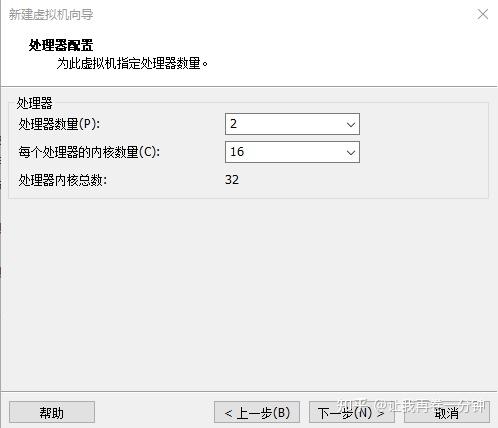 新建虚拟机向导
处理器配置
为此虚拟机指定处理器数量。
处理器
处理器数量(P): 2
每个处理器的内核数量(C): 16
处理器内核总数: 32
帮助 < 上一步(B) 下一步(N) > 取消
知乎 @让我再卷一分钟